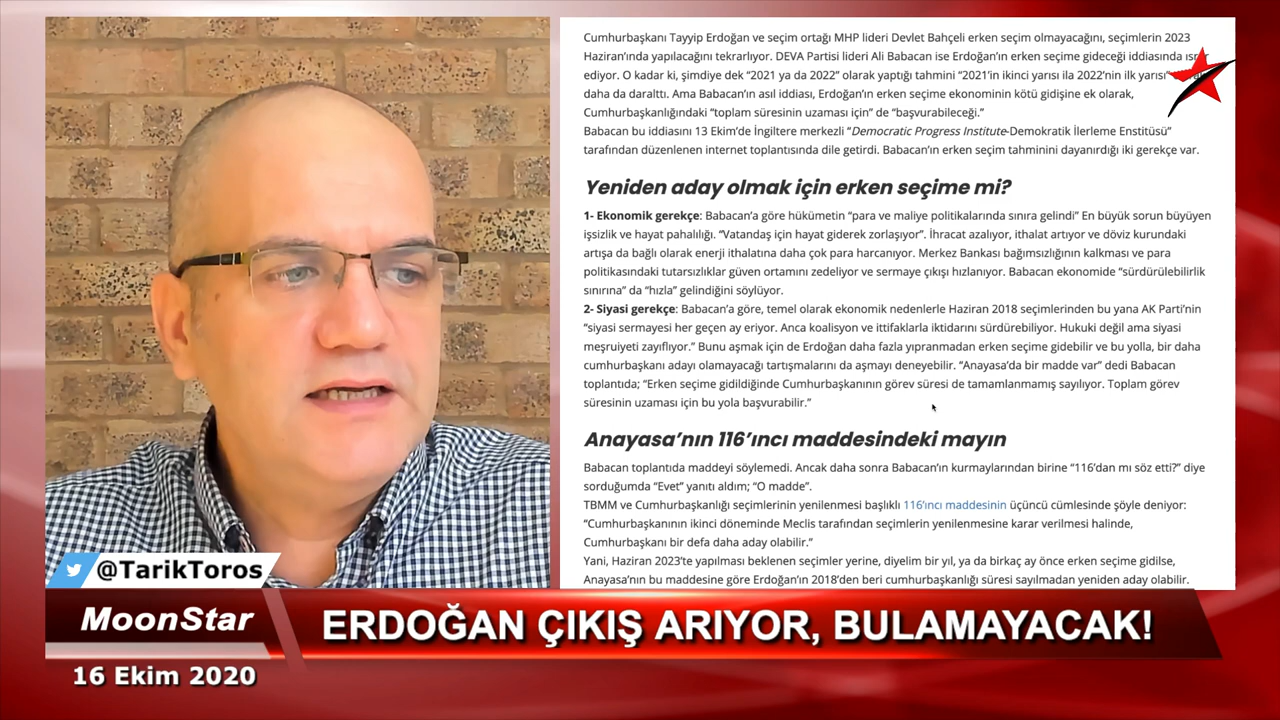 Cumhurbaşkanı Tayyip Erdoğan ve seçim ortağı MHP lideri Devlet Bahçeli erken seçim olmayacağını, seçimlerin 2023
Haziran’ında yapılacağını tekrarlıyor. DEVA Partisi lideri Ali Babacan ise Erdoğan’ın erken seçime gideceği iddiasında
ediyor. O kadar ki, şimdiye dek “2021 ya da 2022” olarak yaptığı tahmini “2021’in ikinci yarısı ila 2022’nin ilk yarısı”
daha da daralttı. Ama Babacan’ın asıl iddiası, Erdoğan’ın erken seçime ekonominin kötü gidişine ek olarak,
Cumhurbaşkanlığındaki “toplam süresinin uzaması için” de “başvurabileceği.”
Babacan bu iddiasını 13 Ekim’de İngiltere merkezli “Democratic Progress Institute-Demokratik İlerleme Enstitüsü”
tarafından düzenlenen internet toplantısında dile getirdi. Babacan’ın erken seçim tahminini dayanırdığı iki gerekçe var.
Yeniden aday olmak için erken seçime mi?
1- Ekonomik gerekçe: Babacan’a göre hükümetin “para ve maliye politikalarında sınıra gelindi” En büyük sorun büyüyen
işsizlik ve hayat pahalılığı. “Vatandaş için hayat giderek zorlaşıyor”. İhracat azalıyor, ithalat artıyor ve döviz kurundaki
artışa da bağlı olarak enerji ithalatına daha çok para harcanıyor. Merkez Bankası bağımsızlığının kalkması ve para
politikasındaki tutarsızlıklar güven ortamını zedeliyor ve sermaye çıkışı hızlanıyor. Babacan ekonomide “sürdürülebilirlik
sınırına” da “hızla” gelindiğini söylüyor.
2- Siyasi gerekçe: Babacan’a göre, temel olarak ekonomik nedenlerle Haziran 2018 seçimlerinden bu yana AK Parti’nin
“siyasi sermayesi her geçen ay eriyor. Anca koalisyon ve ittifaklarla iktidarını sürdürebiliyor. Hukuki değil ama siyasi
meşruiyeti zayıflıyor.” Bunu aşmak için de Erdoğan daha fazla yıpranmadan erken seçime gidebilir ve bu yolla, bir daha
cumhurbaşkanı adayı olamayacağı tartışmalarını da aşmayı deneyebilir. “Anayasa’da bir madde var” dedi Babacan
toplantıda; “Erken seçime gidildiğinde Cumhurbaşkanının görev süresi de tamamlanmamış sayılıyor. Toplam görev
süresinin uzaması için bu yola başvurabilir.”
Anayasa’nın 116’ıncı maddesindeki mayın
Babacan toplantıda maddeyi söylemedi. Ancak daha sonra Babacan’ın kurmaylarından birine “116’dan mı söz etti?” diye
sorduğumda “Evet” yanıtı aldım; “O madde”.
TBMM ve Cumhurbaşkanlığı seçimlerinin yenilenmesi başlıklı 116’ıncı maddesinin üçüncü cümlesinde şöyle deniyor:
“Cumhurbaşkanının ikinci döneminde Meclis tarafından seçimlerin yenilenmesine karar verilmesi halinde,
Cumhurbaşkanı bir defa daha aday olabilir.”
Yani, Haziran 2023’te yapılması beklenen seçimler yerine, diyelim bir yıl, ya da birkaç ay önce erken seçime gidilse,
Anayasa’nın bu maddesine göre Erdoğan’ın 2018’den beri cumhurbaşkanlığı süresi sayılmadan yeniden aday olabilir.
@TarikToros
MoonStar
ERDOĞAN ÇIKIŞ ARIYOR, BULAMAYACAK!
16 Ekim 2020